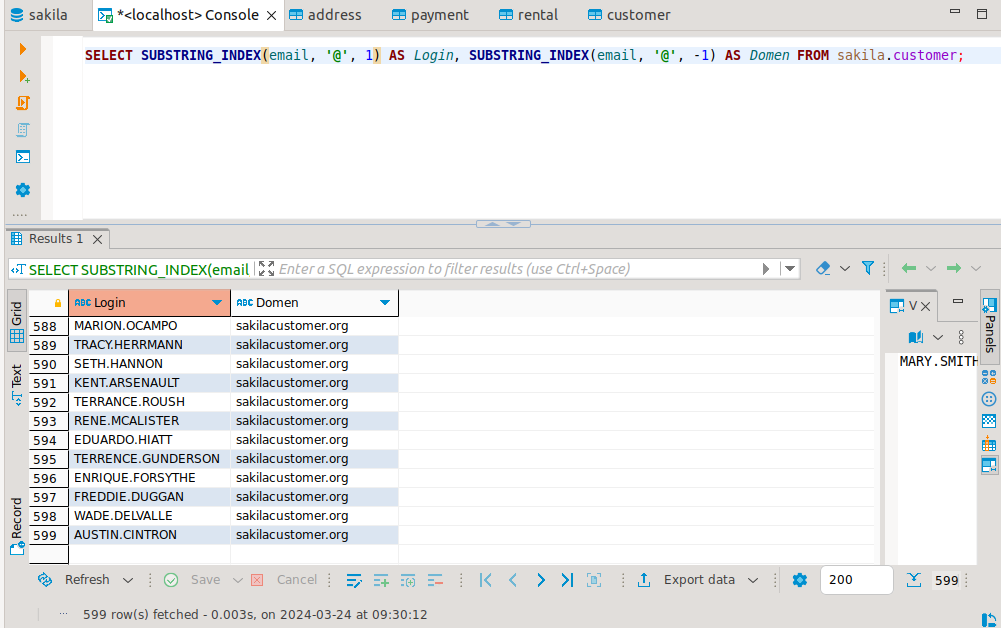 sakila *<localhost> Console address payment rental customer
SELECT SUBSTRING_INDEX(email, '@', 1) AS Login, SUBSTRING_INDEX(email, '@', -1) AS Domen FROM sakila.customer;
Results 1
SELECT SUBSTRING_INDEX(email Enter a SQL expression to filter results (use Ctrl+Space)
Grid
Text
Record
ABC Login ABC Domen
588 MARION.OCAMPO sakilacustomer.org
589 TRACY.HERRMANN sakilacustomer.org
590 SETH.HANNON sakilacustomer.org
591 KENT.ARSENAULT sakilacustomer.org
592 TERRANCE.ROUSH sakilacustomer.org
593 RENE.MCALISTER sakilacustomer.org
594 EDUARDO.HIATT sakilacustomer.org
595 TERRENCE.GUNDERSON sakilacustomer.org
596 ENRIQUE.FORSYTHE sakilacustomer.org
597 FREDDIE.DUGGAN sakilacustomer.org
598 WADE.DELVALLE sakilacustomer.org
599 AUSTIN.CINTRON sakilacustomer.org
V
MARY.SMITH
Panels
Refresh Save Cancel Export data 200 599
599 row(s) fetched - 0.003s, on 2024-03-24 at 09:30:12